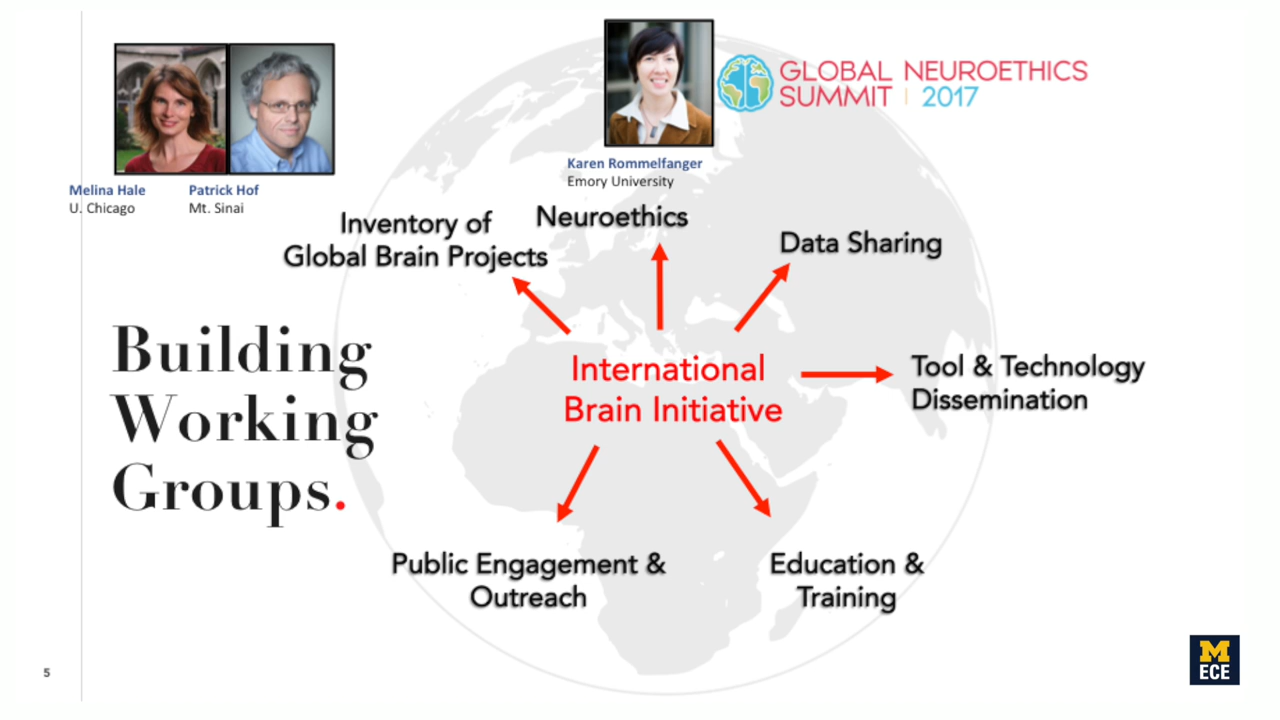 GLOBAL NEUROETHICS
SUMMIT | 2017
Karen Rommelfanger
Emory University
Melina Hale
U. Chicago
Patrick Hof
Mt. Sinai
Inventory of
Global Brain Projects
Neuroethics
Data Sharing
Building
Working
Groups.
International
Brain Initiative
Tool & Technology
Dissemination
Public Engagement &
Outreach
Education &
Training
5
M
ECE